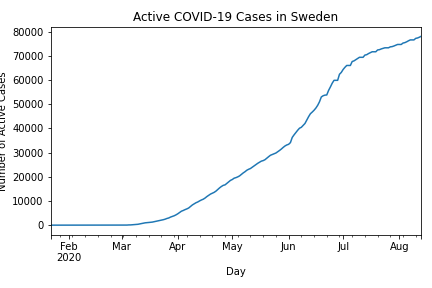 Active COVID-19 Cases in Sweden
80000
70000
60000
50000
40000
30000
20000
10000
0
Number of Active Cases
Feb
2020
Mar
Apr
May
Jun
Jul
Aug
Day